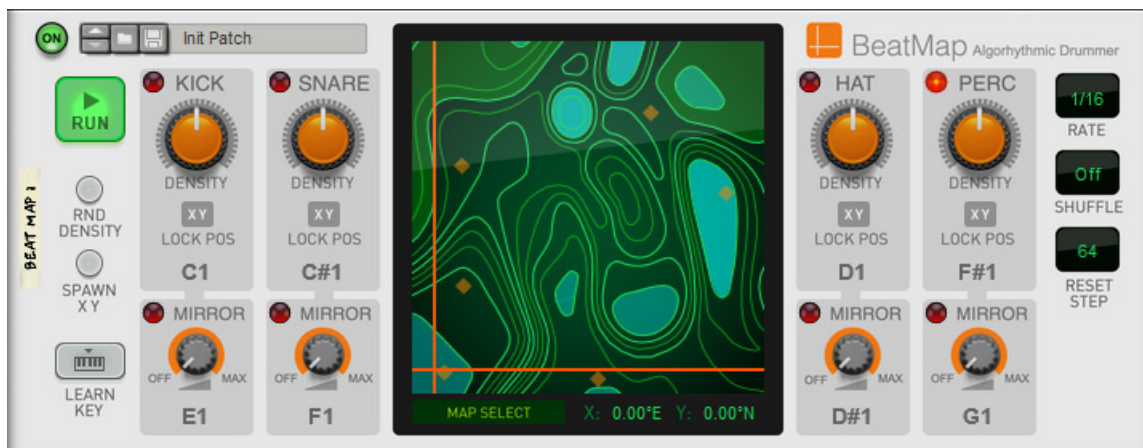 ON
Init Patch
BeatMap Algorhythmic Drummer
RUN
KICK
DENSITY
XY
LOCK POS
C1
SNARE
DENSITY
XY
LOCK POS
C#1
HAT
DENSITY
XY
LOCK POS
D1
PERC
DENSITY
XY
LOCK POS
F#1
1/16
RATE
Off
SHUFFLE
64
RESET
STEP
BEAT MAP 1
RND
DENSITY
SPAWN
XY
LEARN
KEY
MIRROR
OFF MAX
E1
MIRROR
OFF MAX
F1
MAP SELECT
X: 0.00°E Y: 0.00°N
MIRROR
OFF MAX
D#1
MIRROR
OFF MAX
G1